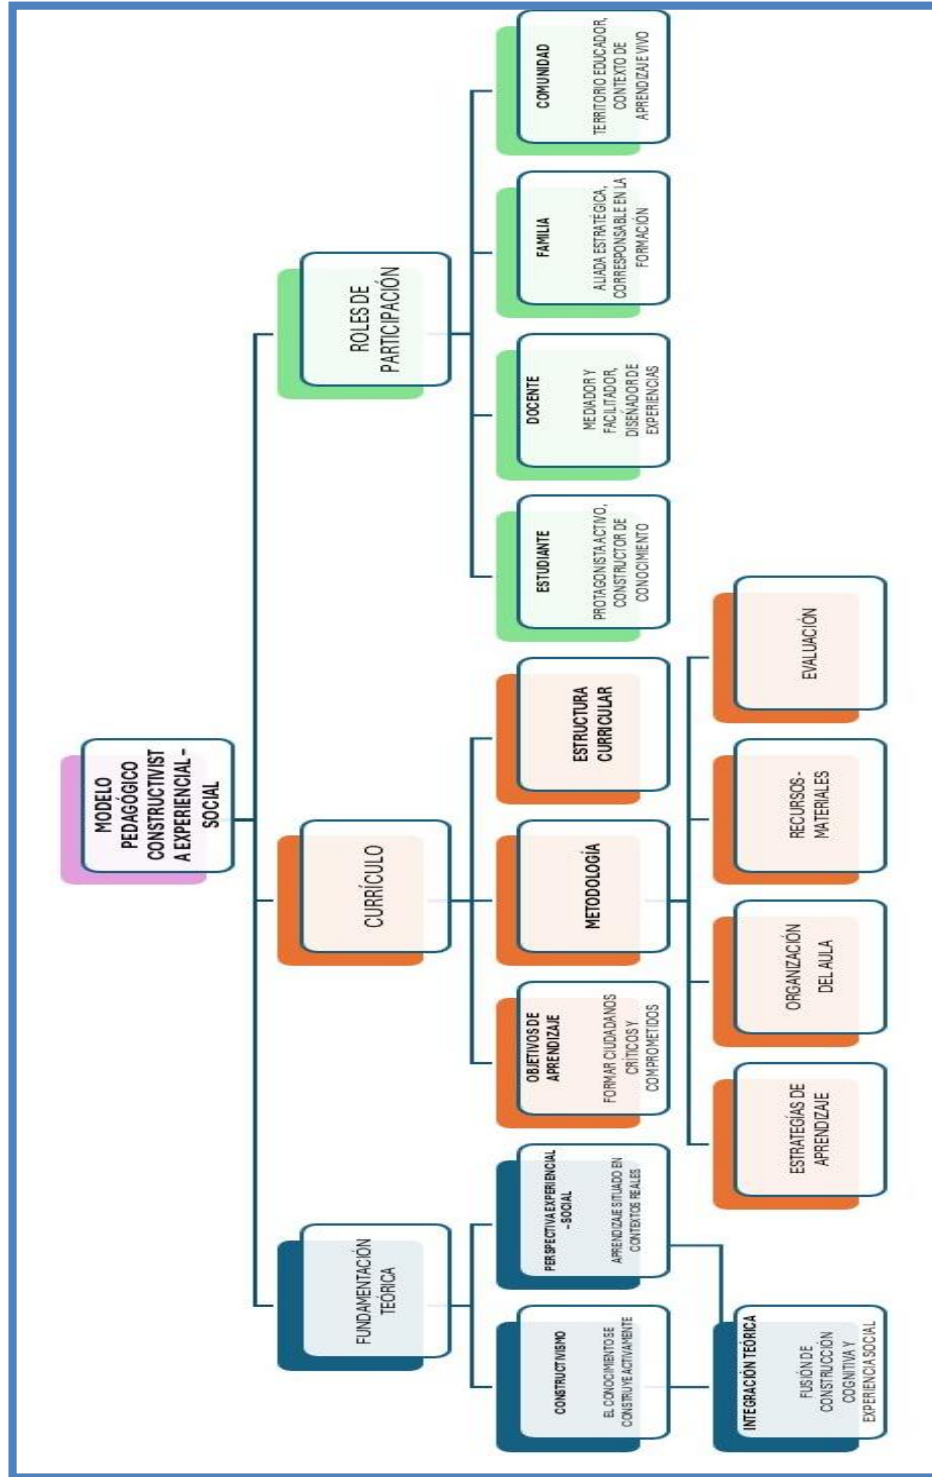 MODELO
PEDAGÓGICO
CONSTRUCTIVIST
A EXPERIENCIAL –
SOCIAL
FUNDAMENTACIÓN
TEÓRICA
CURRÍCULO
ROLES DE
PARTICIPACIÓN
CONSTRUCTIVISMO
EL CONOCIMIENTO SE
CONSTRUYE ACTIVAMENTE
PERSPECTIVA EXPERIENCIAL
– SOCIAL
APRENDIZAJE SITUADO EN
CONTEXTOS REALES
OBJETIVOS DE
APRENDIZAJE
FORMAR CIUDADANOS
CRÍTICOS Y
COMPROMETIDOS
METODOLOGÍA
ESTRUCTURA
CURRICULAR
ESTUDIANTE
PROTAGONISTA ACTIVO,
CONSTRUCTOR DE
CONOCIMIENTO
DOCENTE
MEDIADOR Y
FACILITADOR,
DISEÑADOR DE
EXPERIENCIAS
FAMILIA
ALIADA ESTRATÉGICA,
CORRESPONSABLE EN LA
FORMACIÓN
COMUNIDAD
TERRITORIO EDUCADOR,
CONTEXTO DE
APRENDIZAJE VIVO
INTEGRACIÓN TEÓRICA
FUSIÓN DE
CONSTRUCCIÓN
COGNITIVA Y
EXPERIENCIA SOCIAL
ESTRATEGÍAS DE
APRENDIZAJE
ORGANIZACIÓN
DEL AULA
RECURSOS -
MATERIALES
EVALUACIÓN